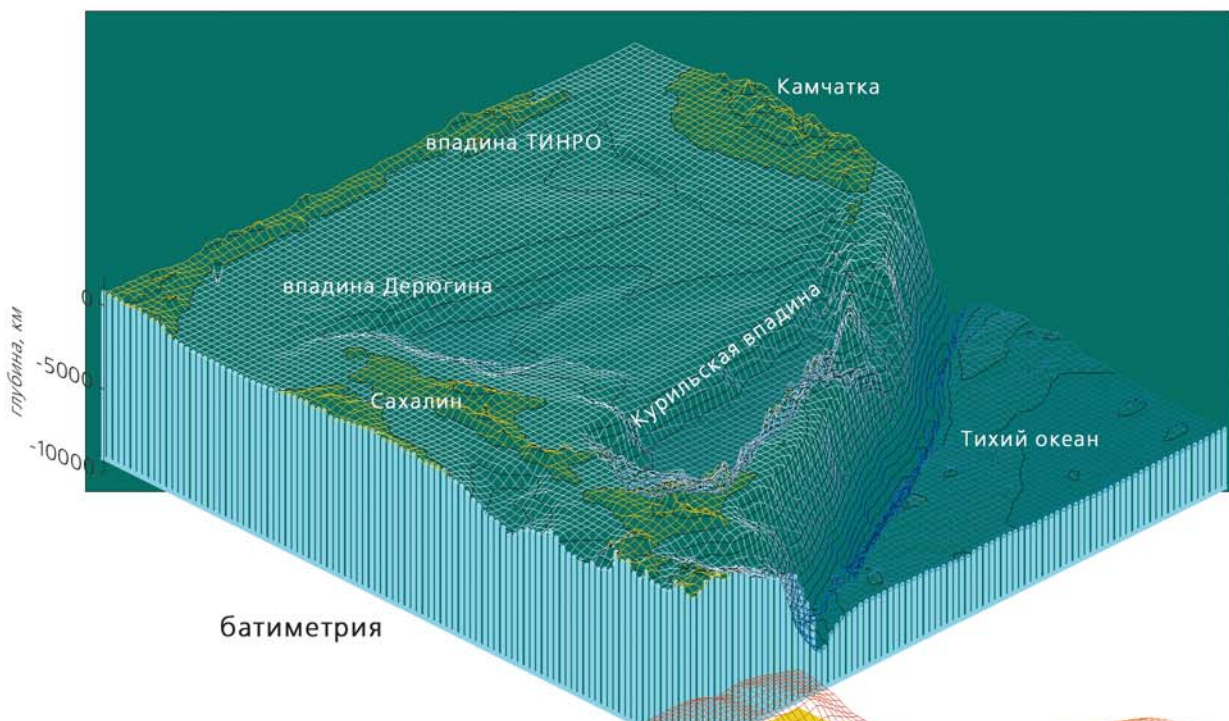 Камчатка
впадина ТИНРО
впадина Дерюгина
0
-5000
-10000
глубина, км
Курильская впадина
Сахалин
Тихий океан
батиметрия